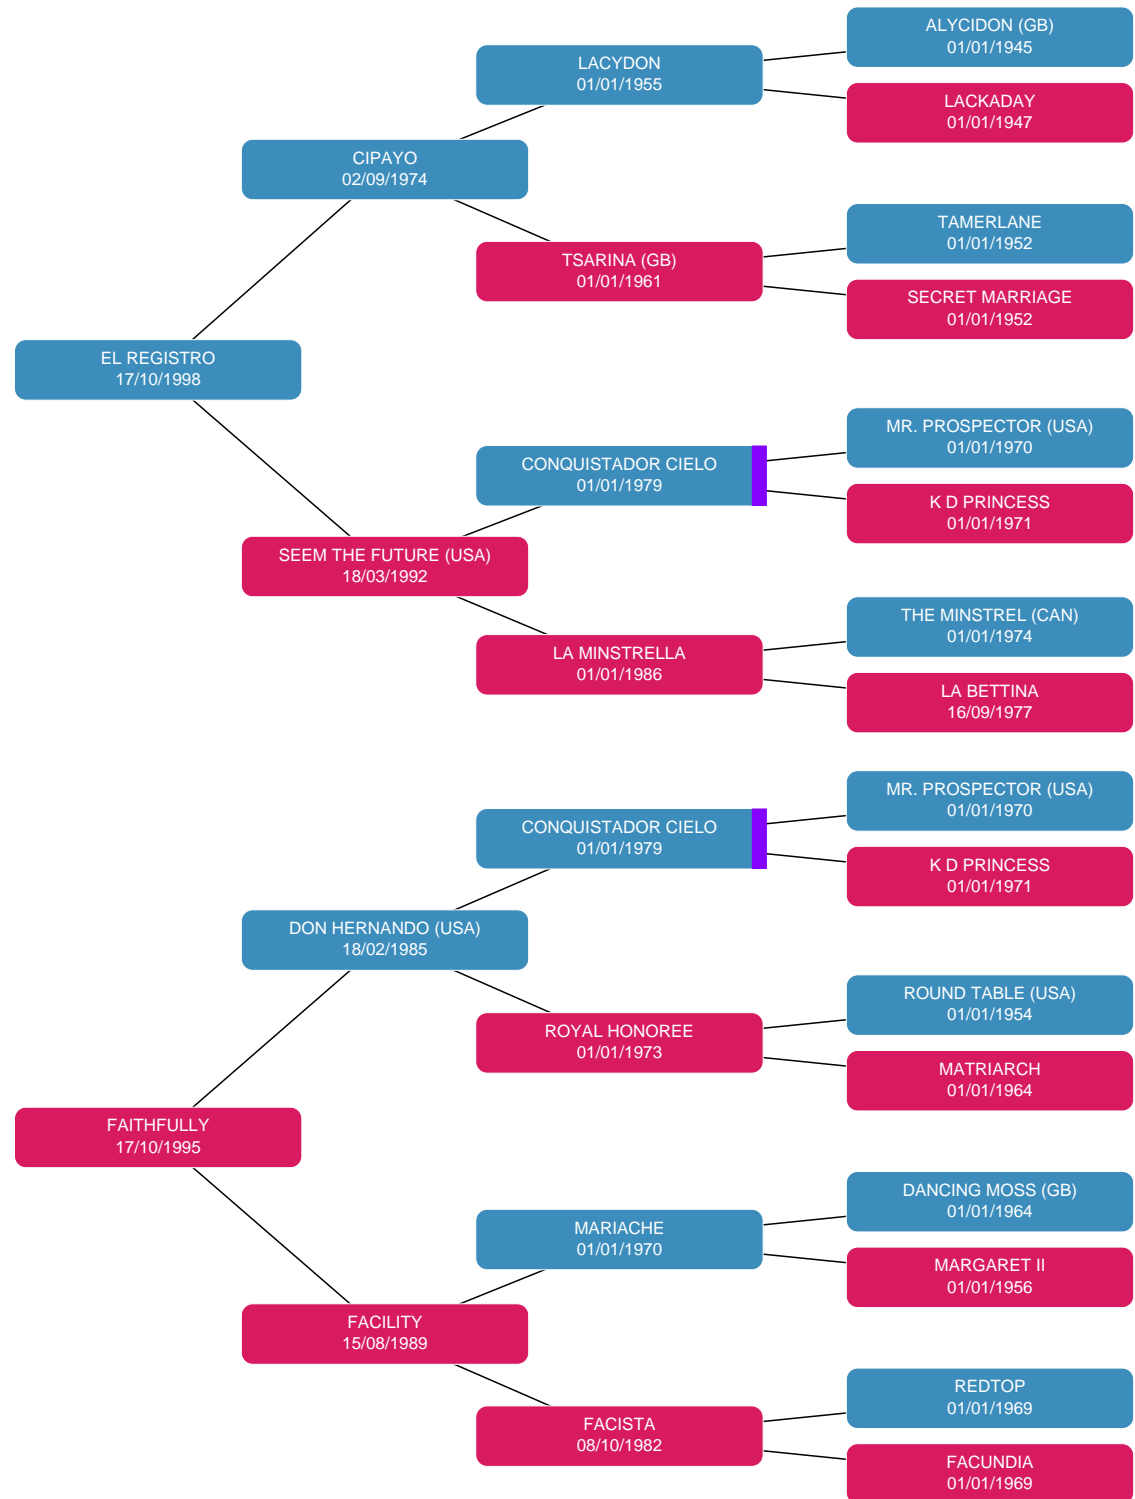 ALYCIDON (GB)
01/01/1945
LACYDON
01/01/1955
LACKADAY
01/01/1947
CIPAYO
02/09/1974
TAMERLANE
01/01/1952
TSARINA (GB)
01/01/1961
SECRET MARRIAGE
01/01/1952
EL REGISTRO
17/10/1998
MR. PROSPECTOR (USA)
01/01/1970
CONQUISTADOR CIELO
01/01/1979
K D PRINCESS
01/01/1971
SEEM THE FUTURE (USA)
18/03/1992
THE MINSTREL (CAN)
01/01/1974
LA MINSTRELLA
01/01/1986
LA BETTINA
16/09/1977
MR. PROSPECTOR (USA)
01/01/1970
CONQUISTADOR CIELO
01/01/1979
K D PRINCESS
01/01/1971
DON HERNANDO (USA)
18/02/1985
ROUND TABLE (USA)
01/01/1954
ROYAL HONOREE
01/01/1973
MATRIARCH
01/01/1964
FAITHFULLY
17/10/1995
DANCING MOSS (GB)
01/01/1964
MARIACHE
01/01/1970
MARGARET II
01/01/1956
FACILITY
15/08/1989
REDTOP
01/01/1969
FACISTA
08/10/1982
FACUNDIA
01/01/1969